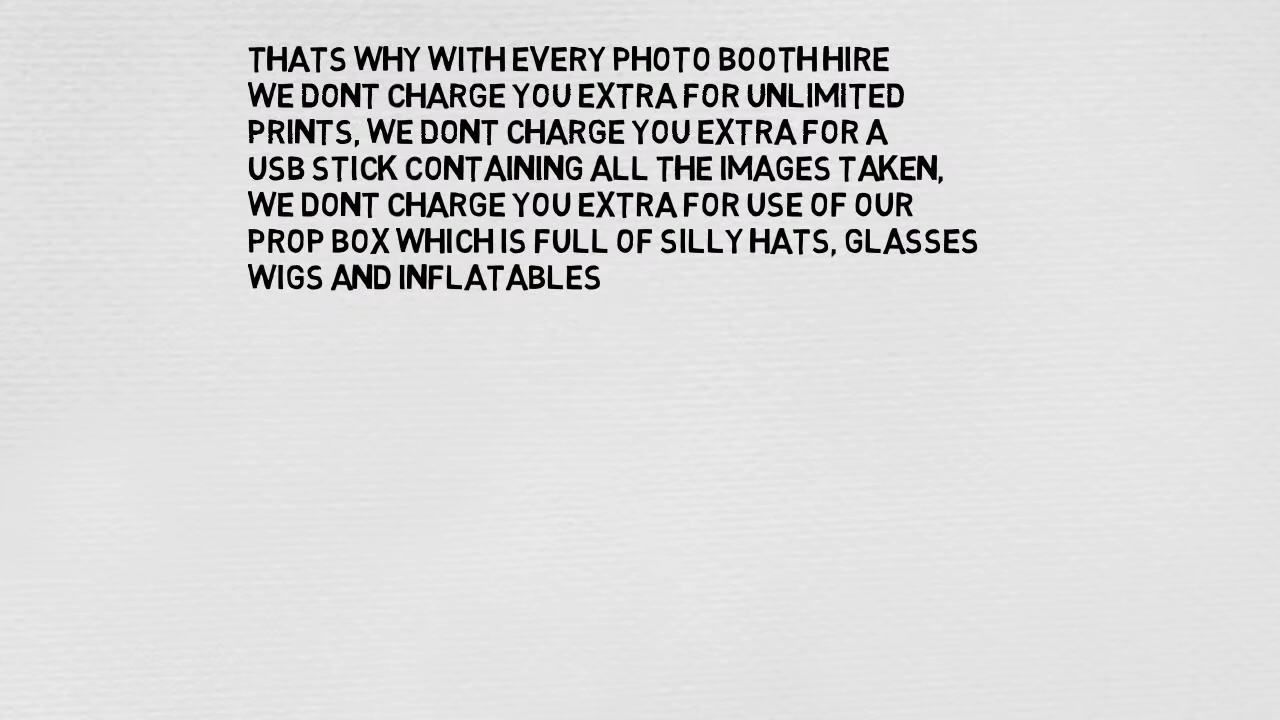 THATS WHY WITH EVERY PHOTO BOOTH HIRE
WE DONT CHARGE YOU EXTRA FOR UNLIMITED
PRINTS, WE DONT CHARGE YOU EXTRA FOR A
USB STICK CONTAINING ALL THE IMAGES TAKEN,
WE DONT CHARGE YOU EXTRA FOR USE OF OUR
PROP BOX WHICH IS FULL OF SILLY HATS, GLASSES
WIGS AND INFLATABLES